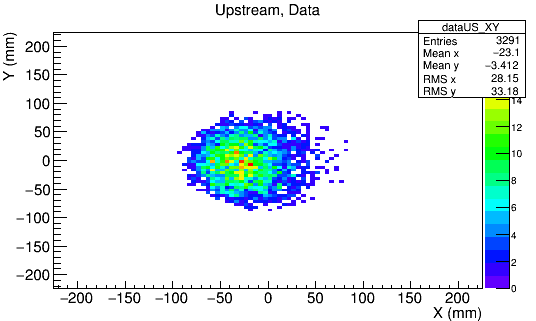 Upstream, Data
dataUS_XY
Entries 3291
Mean x −23.1
Mean y −3.412
RMS x 28.15
RMS y 33.18
Y (mm)
200
150
100
50
0
−50
−100
−150
−200
14
12
10
8
6
4
2
0
−200 −150 −100 −50 0 50 100 150 200
X (mm)